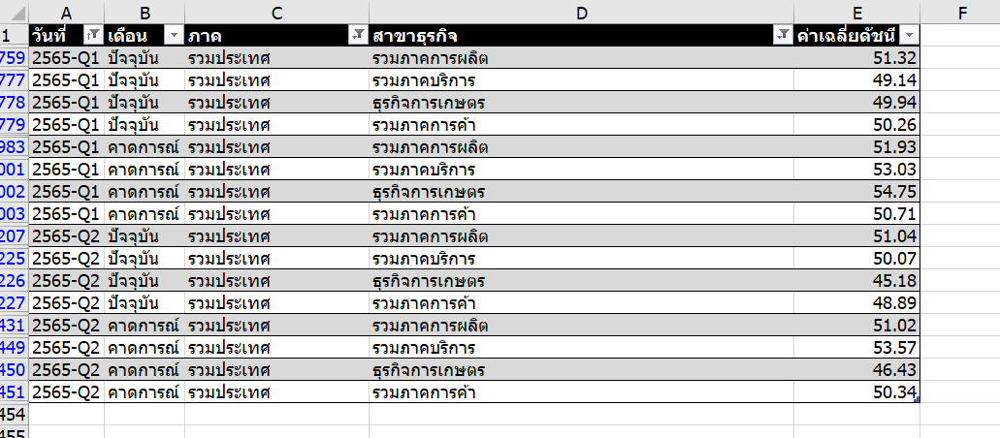 A B C D E F
1 วันที่ เดือน ภาค สาขาธุรกิจ ค่าเฉลี่ยดัชนี
759 2565-Q1 ปัจจุบัน รวมประเทศ รวมภาคการผลิต 51.32
777 2565-Q1 ปัจจุบัน รวมประเทศ รวมภาคบริการ 49.14
778 2565-Q1 ปัจจุบัน รวมประเทศ ธุรกิจการเกษตร 49.94
779 2565-Q1 ปัจจุบัน รวมประเทศ รวมภาคการค้า 50.26
983 2565-Q1 คาดการณ์ รวมประเทศ รวมภาคการผลิต 51.93
001 2565-Q1 คาดการณ์ รวมประเทศ รวมภาคบริการ 53.03
002 2565-Q1 คาดการณ์ รวมประเทศ ธุรกิจการเกษตร 54.75
003 2565-Q1 คาดการณ์ รวมประเทศ รวมภาคการค้า 50.71
207 2565-Q2 ปัจจุบัน รวมประเทศ รวมภาคการผลิต 51.04
225 2565-Q2 ปัจจุบัน รวมประเทศ รวมภาคบริการ 50.07
226 2565-Q2 ปัจจุบัน รวมประเทศ ธุรกิจการเกษตร 45.18
227 2565-Q2 ปัจจุบัน รวมประเทศ รวมภาคการค้า 48.89
431 2565-Q2 คาดการณ์ รวมประเทศ รวมภาคการผลิต 51.02
449 2565-Q2 คาดการณ์ รวมประเทศ รวมภาคบริการ 53.57
450 2565-Q2 คาดการณ์ รวมประเทศ ธุรกิจการเกษตร 46.43
451 2565-Q2 คาดการณ์ รวมประเทศ รวมภาคการค้า 50.34
454
455